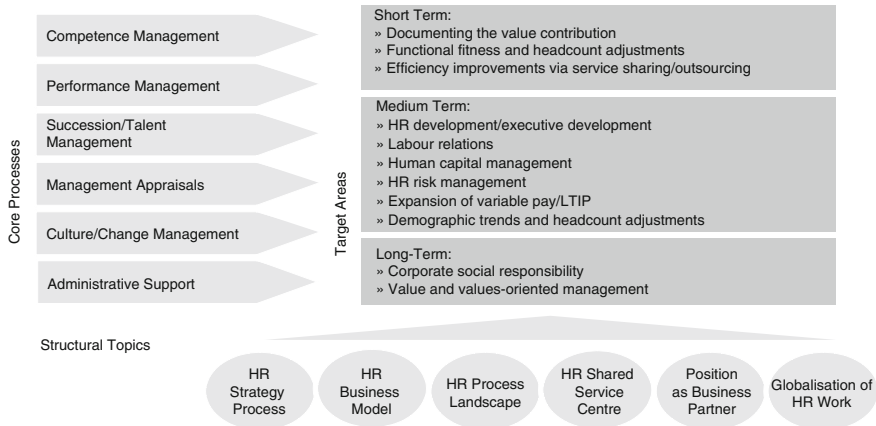 Core Processes
Competence Management
Performance Management
Succession/Talent
Management
Management Appraisals
Culture/Change Management
Administrative Support
Target Areas
Short Term:
» Documenting the value contribution
» Functional fitness and headcount adjustments
» Efficiency improvements via service sharing/outsourcing
Medium Term:
» HR development/executive development
» Labour relations
» Human capital management
» HR risk management
» Expansion of variable pay/LTIP
» Demographic trends and headcount adjustments
Long-Term:
» Corporate social responsibility
» Value and values-oriented management
Structural Topics
HR
Strategy
Process
HR
Business
Model
HR Process
Landscape
HR Shared
Service
Centre
Position
as Business
Partner
Globalisation of
HR Work